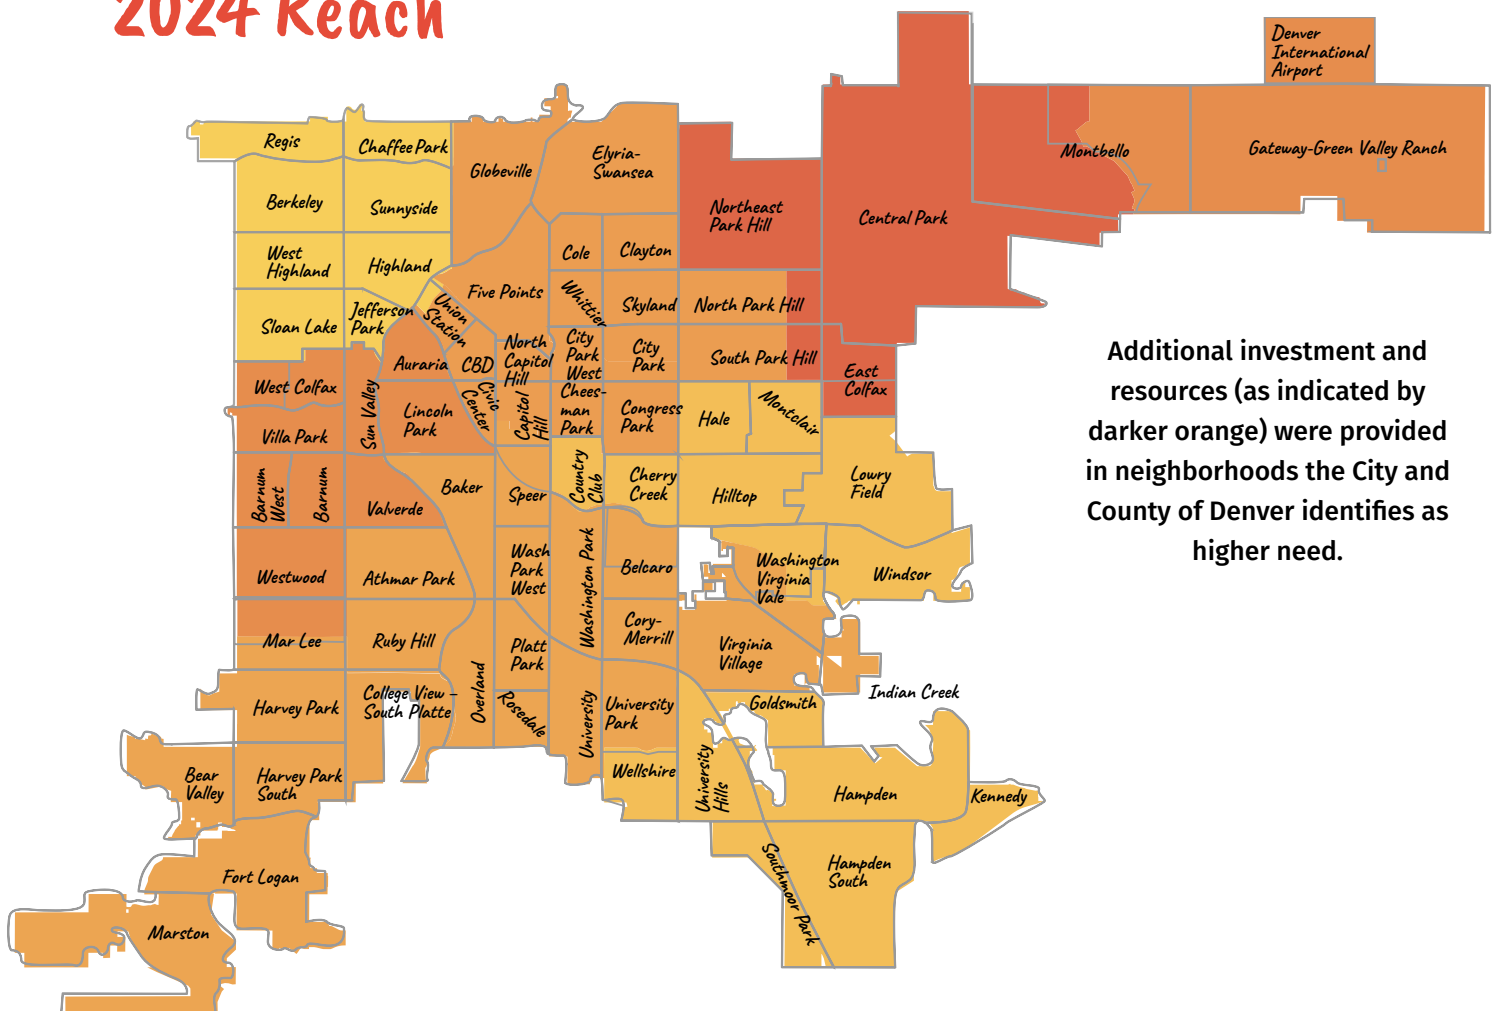 2024 Reach
Denver
International
Airport
Regis
Chaffee Park
Globeville
Elyria-
Swansea
Montbello
Gateway-Green Valley Ranch
Berkeley
Sunnyside
Northeast
Park Hill
Central Park
West
Highland
Highland
Cole
Clayton
Five Points
Whittier
Skyland
North Park Hill
Sloan Lake
Jefferson
Park
Union
Station
Auraria
CBD
North
Capitol
Hill
City
Park
West
City
Park
South Park Hill
East
Colfax
West Colfax
Sun Valley
Lincoln
Park
Civic
Center
Capitol
Hill
Chees-
man
Park
Congress
Park
Hale
Montclair
Villa Park
Barnum
West
Barnum
Valverde
Baker
Speer
Country
Club
Cherry
Creek
Hilltop
Lowry
Field
Westwood
Athmar Park
Wash
Park
West
Washington Park
Belcaro
Washington
Virginia
Vale
Windsor
Mar Lee
Ruby Hill
Platt
Park
Cory-
Merrill
Virginia
Village
Indian Creek
Harvey Park
College View –
South Platte
Overland
Rosedale
University
University
Park
Goldsmith
Bear
Valley
Harvey Park
South
Wellshire
University
Hills
Hampden
Kennedy
Fort Logan
Southmoor Park
Hampden
South
Marston
Additional investment and
resources (as indicated by
darker orange) were provided
in neighborhoods the City and
County of Denver identifies as
higher need.